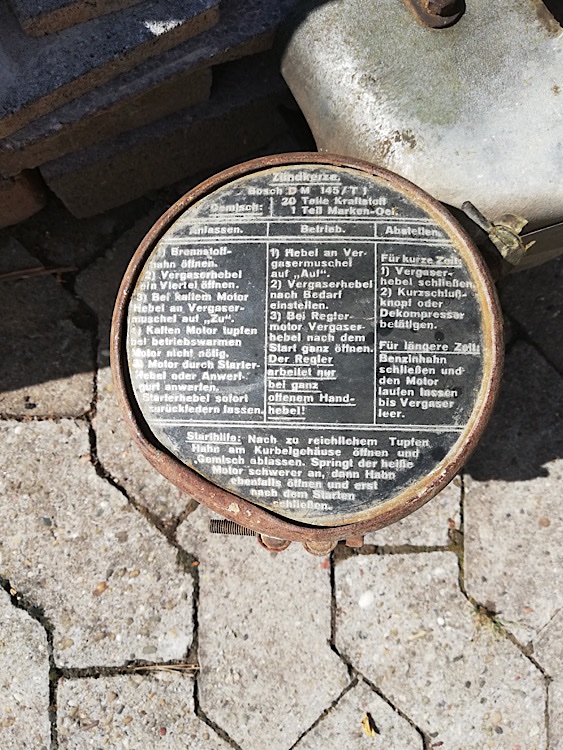 Zündkerze.
Bosch D M 145/T 1
Gemisch: 20 Teile Kraftstoff
1 Teil Marken-Oel
Anlassen.
1) Brennstoff-
hahn öffnen.
2) Vergaserhebel
ein Viertel öffnen.
3) Bei kaltem Motor
Hebel an Vergaser-
muschel auf „Zu“.
4) Kalten Motor tupfen
bei betriebswarmen
Motor nicht nötig.
5) Motor durch Starter-
Hebel oder Anwerf-
gurt anwerfen.
Starterhebel sofort
zurückfedern lassen.
Betrieb.
1) Hebel an Ver-
gasermuschel
auf „Auf“.
2) Vergaserhebel
nach Bedarf
einstellen.
3) Bei Regler-
motor Vergaser-
hebel nach dem
Start ganz öffnen.
Der Regler
arbeitet nur
bei ganz
offenem Hand-
hebel!
Abstellen.
Für kurze Zeit:
1) Vergaser-
hebel schließen.
2) Kurzschluß-
knopf oder
Dekompressor
betätigen.
Für längere Zeit:
Benzinhahn
schließen und
den Motor
laufen lassen
bis Vergaser
leer.
Starthilfe: Nach zu reichlichem Tupfen
Hahn am Kurbelgehäuse öffnen und
Gemisch ablassen. Springt der heiße
Motor schwerer an, dann Hahn
ebenfalls öffnen und erst
nach dem Starten
schließen.